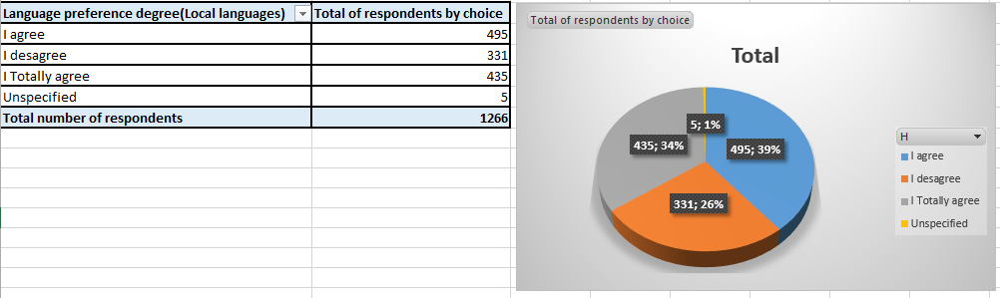 Language preference degree(Local languages) Total of respondents by choice
I agree 495
I desagree 331
I Totally agree 435
Unspecified 5
Total number of respondents 1266
Total of respondents by choice
Total
5; 1%
435; 34%
495; 39%
331; 26%
H
I agree
I desagree
I Totally agree
Unspecified